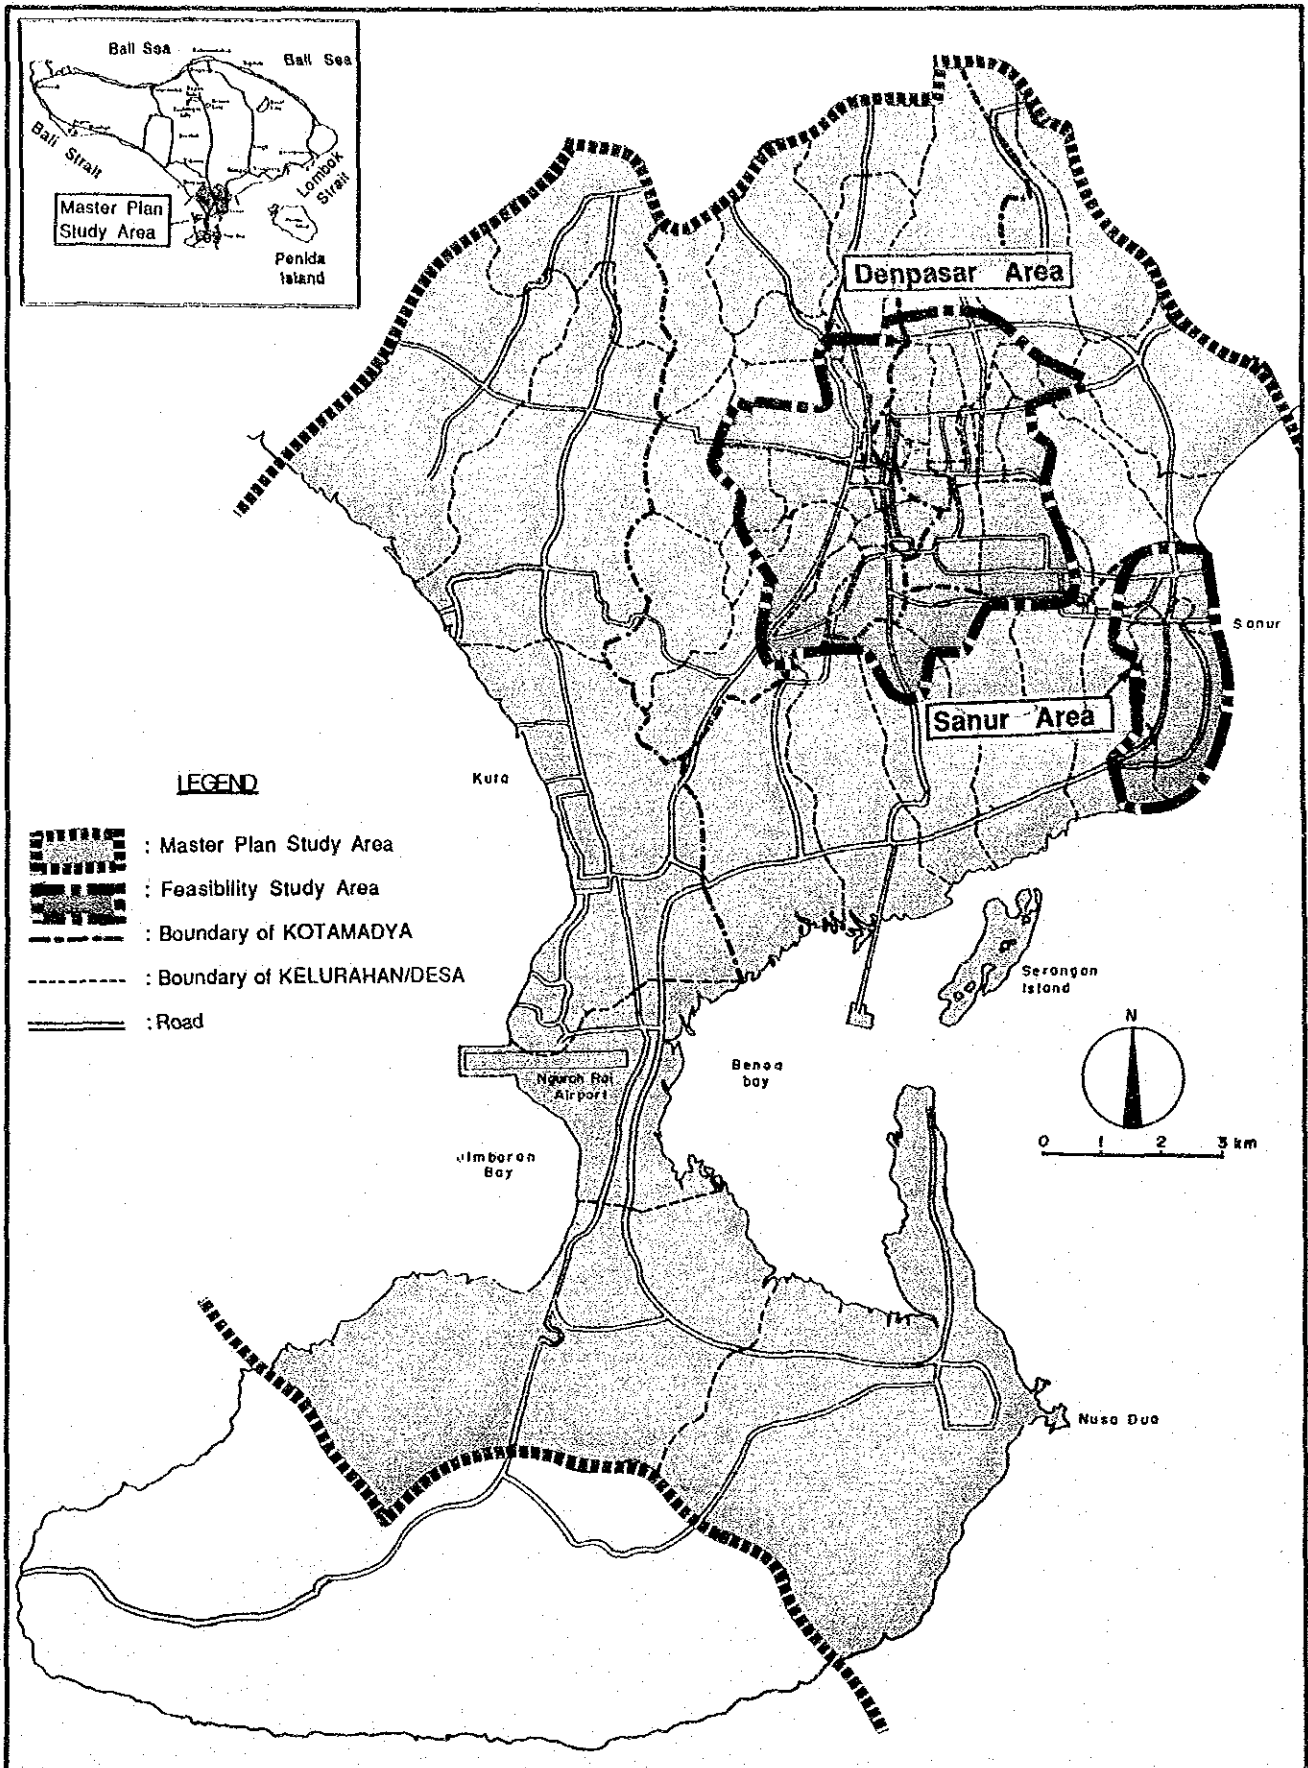 Bali Sea
Bali Sea
Bali Strait
Lombok
Strait
Master Plan
Study Area
Penida
Island
Denpasar Area
Sanur
Sanur Area
Kuta
LEGEND
: Master Plan Study Area
: Feasibility Study Area
: Boundary of KOTAMADYA
: Boundary of KELURAHAN/DESA
: Road
Serangan
Island
N
0 1 2 3 km
Benoa
bay
Ngurah Rai
Airport
Jimbaran
Bay
Nusa Dua